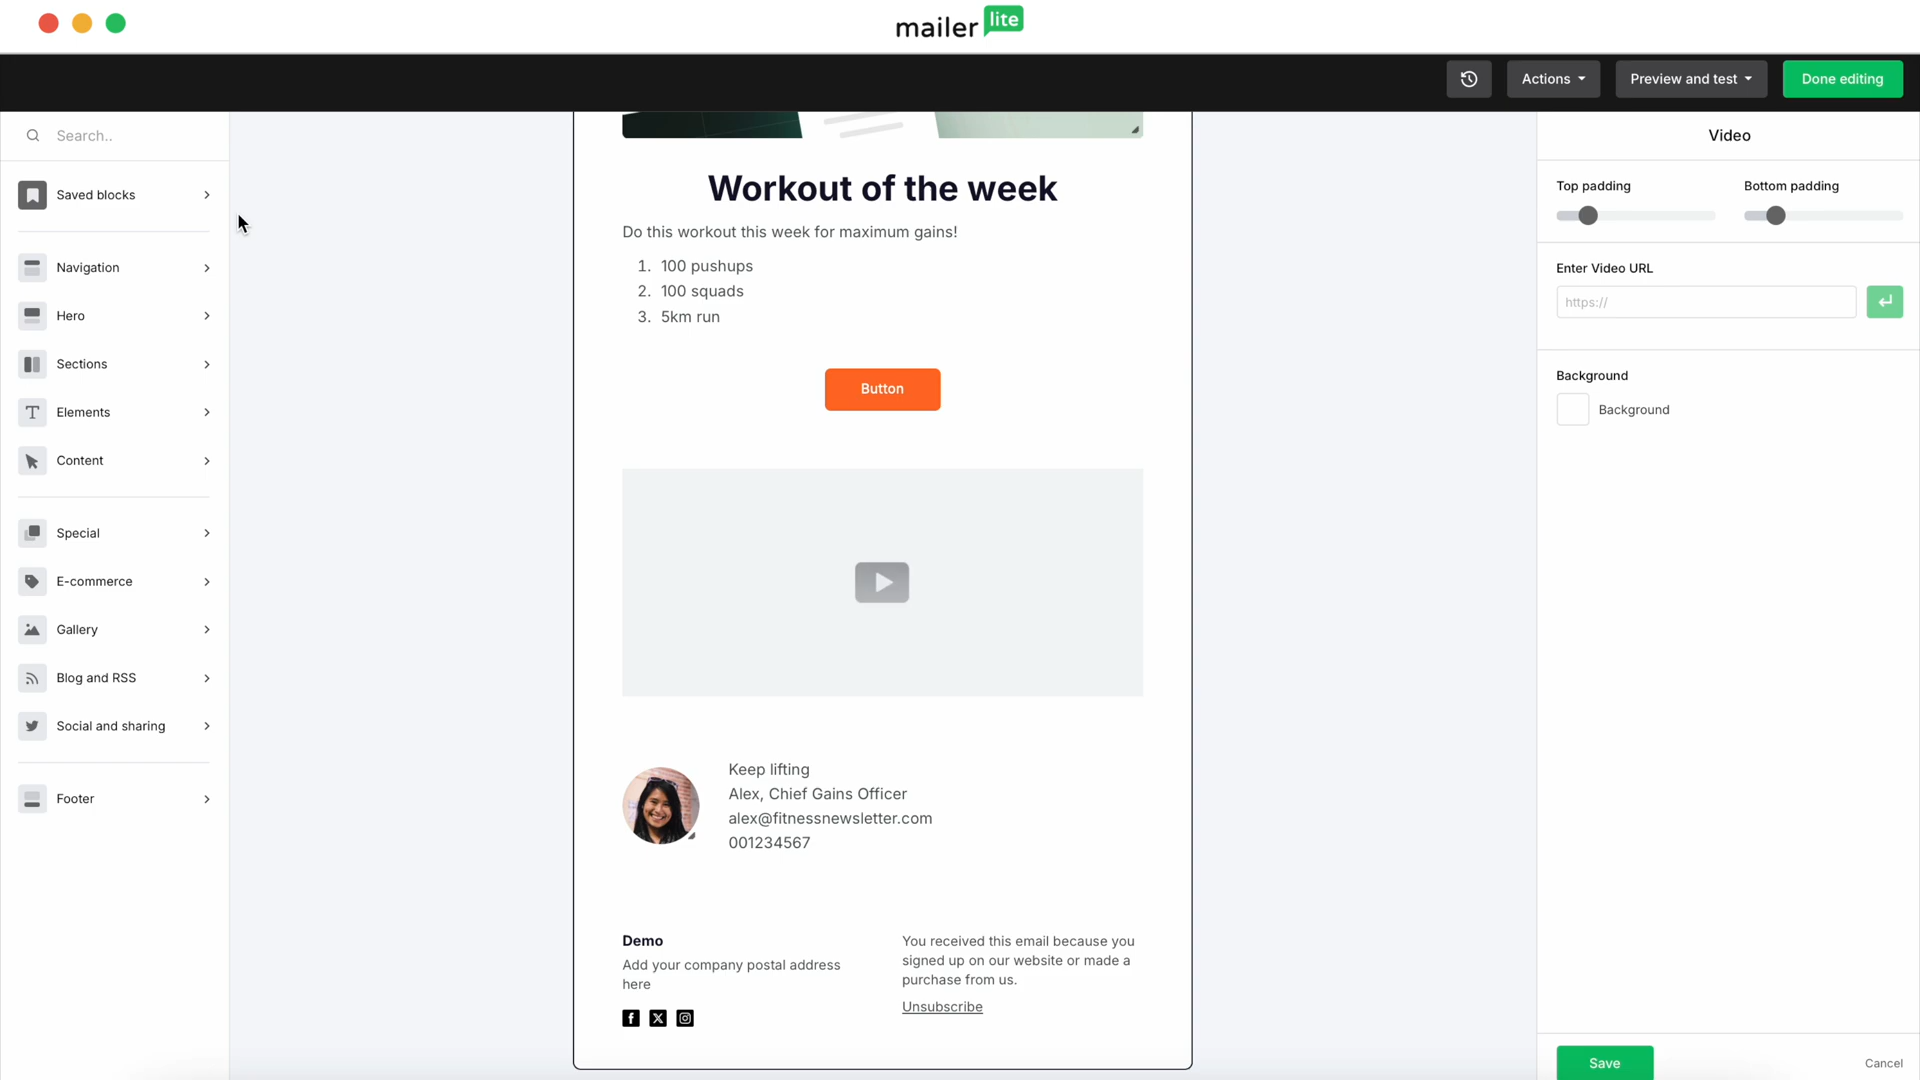 mailer lite
Actions
Preview and test
Done editing
Search..
Saved blocks
Navigation
Hero
Sections
Elements
Content
Special
E-commerce
Gallery
Blog and RSS
Social and sharing
Footer
Workout of the week
Do this workout this week for maximum gains!
1. 100 pushups
2. 100 squads
3. 5km run
Button
Keep lifting
Alex, Chief Gains Officer
alex@fitnessnewsletter.com
001234567
Demo
Add your company postal address
here
You received this email because you
signed up on our website or made a
purchase from us.
Unsubscribe
Video
Top padding
Bottom padding
Enter Video URL
https://
Background
Background
Save
Cancel